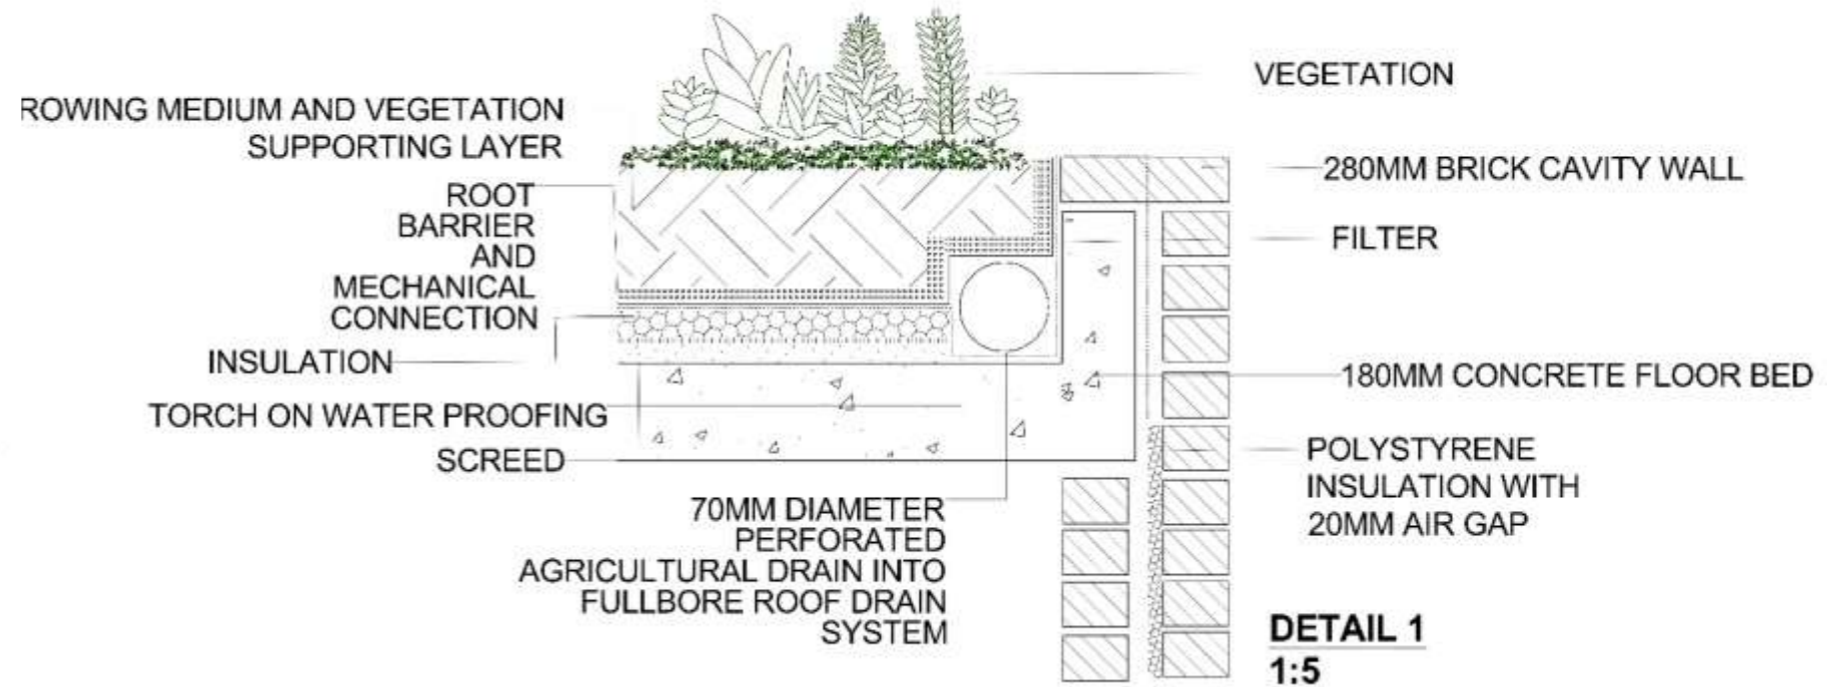 ROWING MEDIUM AND VEGETATION
SUPPORTING LAYER
ROOT
BARRIER
AND
MECHANICAL
CONNECTION
INSULATION
TORCH ON WATER PROOFING
SCREED
70MM DIAMETER
PERFORATED
AGRICULTURAL DRAIN INTO
FULLBORE ROOF DRAIN
SYSTEM
VEGETATION
280MM BRICK CAVITY WALL
FILTER
180MM CONCRETE FLOOR BED
POLYSTYRENE
INSULATION WITH
20MM AIR GAP
DETAIL 1
1:5